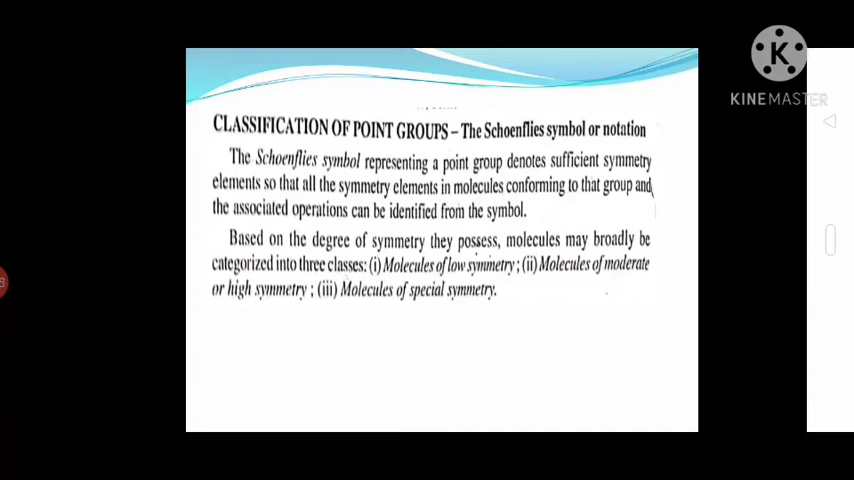 KINEMASTER
CLASSIFICATION OF POINT GROUPS – The Schoenflies symbol or notation
The Schoenflies symbol representing a point group denotes sufficient symmetry
elements so that all the symmetry elements in molecules conforming to that group and
the associated operations can be identified from the symbol.
Based on the degree of symmetry they possess, molecules may broadly be
categorized into three classes: (i) Molecules of low symmetry ; (ii) Molecules of moderate
or high symmetry ; (iii) Molecules of special symmetry.